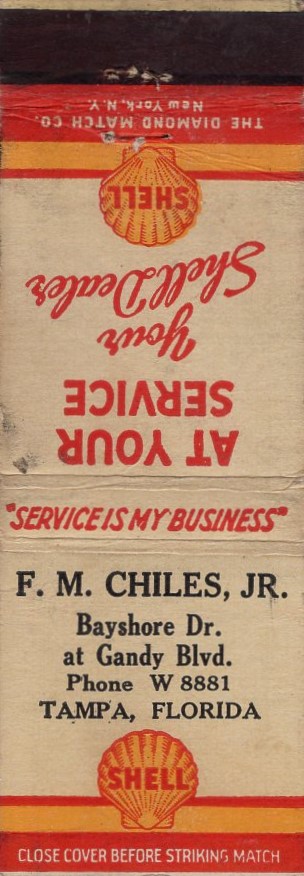 THE DIAMOND MATCH CO.
New York, N.Y.
SHELL
AT YOUR
SERVICE
Your
Shell Dealer
"SERVICE IS MY BUSINESS"
F. M. CHILES, JR.
Bayshore Dr.
at Gandy Blvd.
Phone W 8881
TAMPA, FLORIDA
SHELL
CLOSE COVER BEFORE STRIKING MATCH